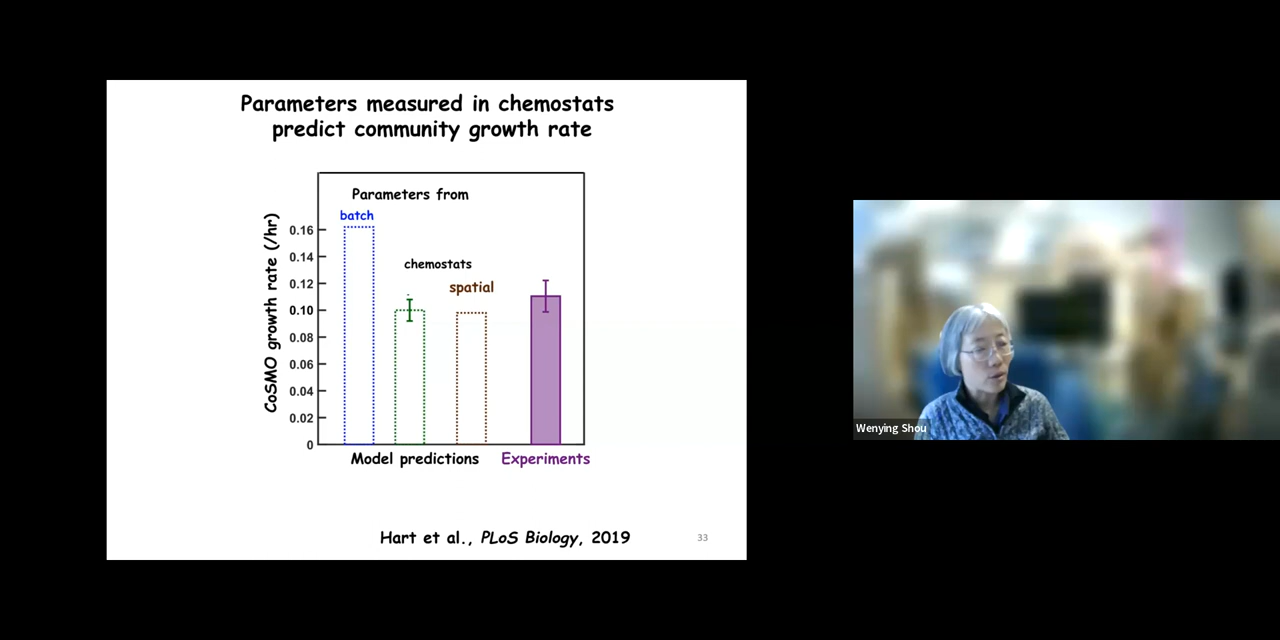 Parameters measured in chemostats
predict community growth rate
Parameters from
batch
chemostats
spatial
CoSMO growth rate (/hr)
0.16
0.14
0.12
0.10
0.08
0.06
0.04
0.02
0
Model predictions
Experiments
Hart et al., PLoS Biology, 2019
33
Wenying Shou